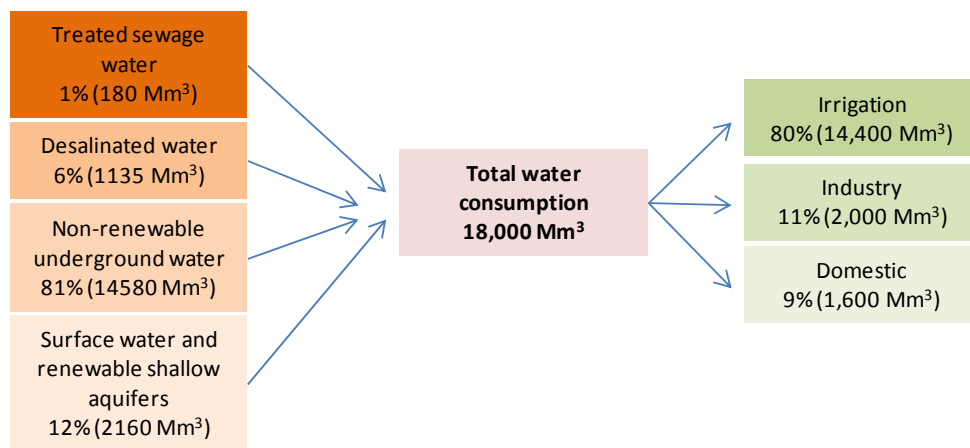 Treated sewage
water
1% (180 Mm³)
Desalinated water
6% (1135 Mm³)
Non-renewable
underground water
81% (14580 Mm³)
Surface water and
renewable shallow
aquifers
12% (2160 Mm³)
Total water
consumption
18,000 Mm³
Irrigation
80% (14,400 Mm³)
Industry
11% (2,000 Mm³)
Domestic
9% (1,600 Mm³)